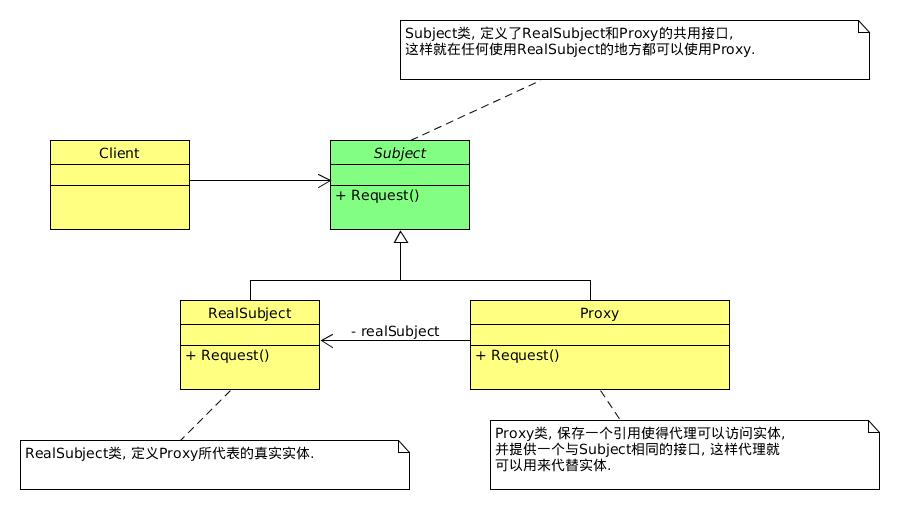 Subject类, 定义了RealSubject和Proxy的共用接口,
这样就在任何使用RealSubject的地方都可以使用Proxy.
Client
Subject
+ Request()
RealSubject
+ Request()
- realSubject
Proxy
+ Request()
RealSubject类, 定义Proxy所代表的真实实体.
Proxy类, 保存一个引用使得代理可以访问实体,
并提供一个与Subject相同的接口, 这样代理就
可以用来代替实体.